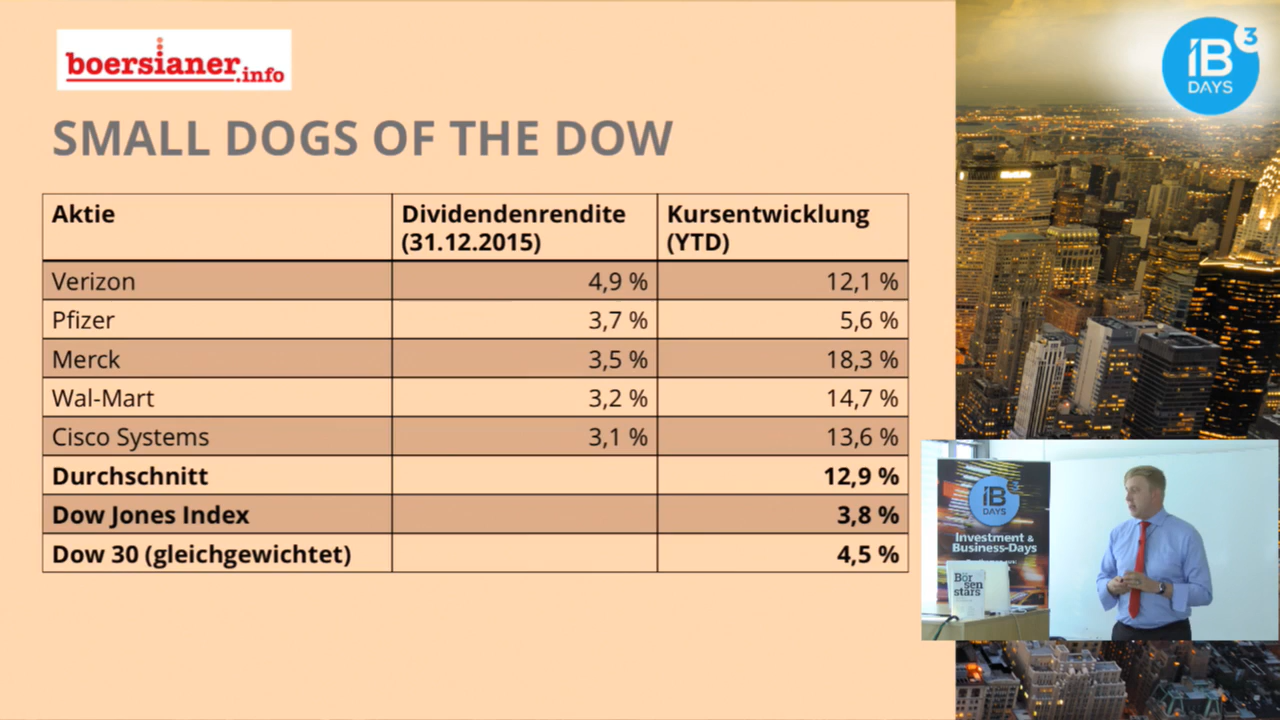 boersianer.info
SMALL DOGS OF THE DOW
Aktie Dividendenrendite (31.12.2015) Kursentwicklung (YTD)
Verizon 4,9 % 12,1 %
Pfizer 3,7 % 5,6 %
Merck 3,5 % 18,3 %
Wal-Mart 3,2 % 14,7 %
Cisco Systems 3,1 % 13,6 %
Durchschnitt 12,9 %
Dow Jones Index 3,8 %
Dow 30 (gleichgewichtet) 4,5 %
iB 3
DAYS
iB 3
DAYS
Investment &
Business-Days
Bör
sen
stars